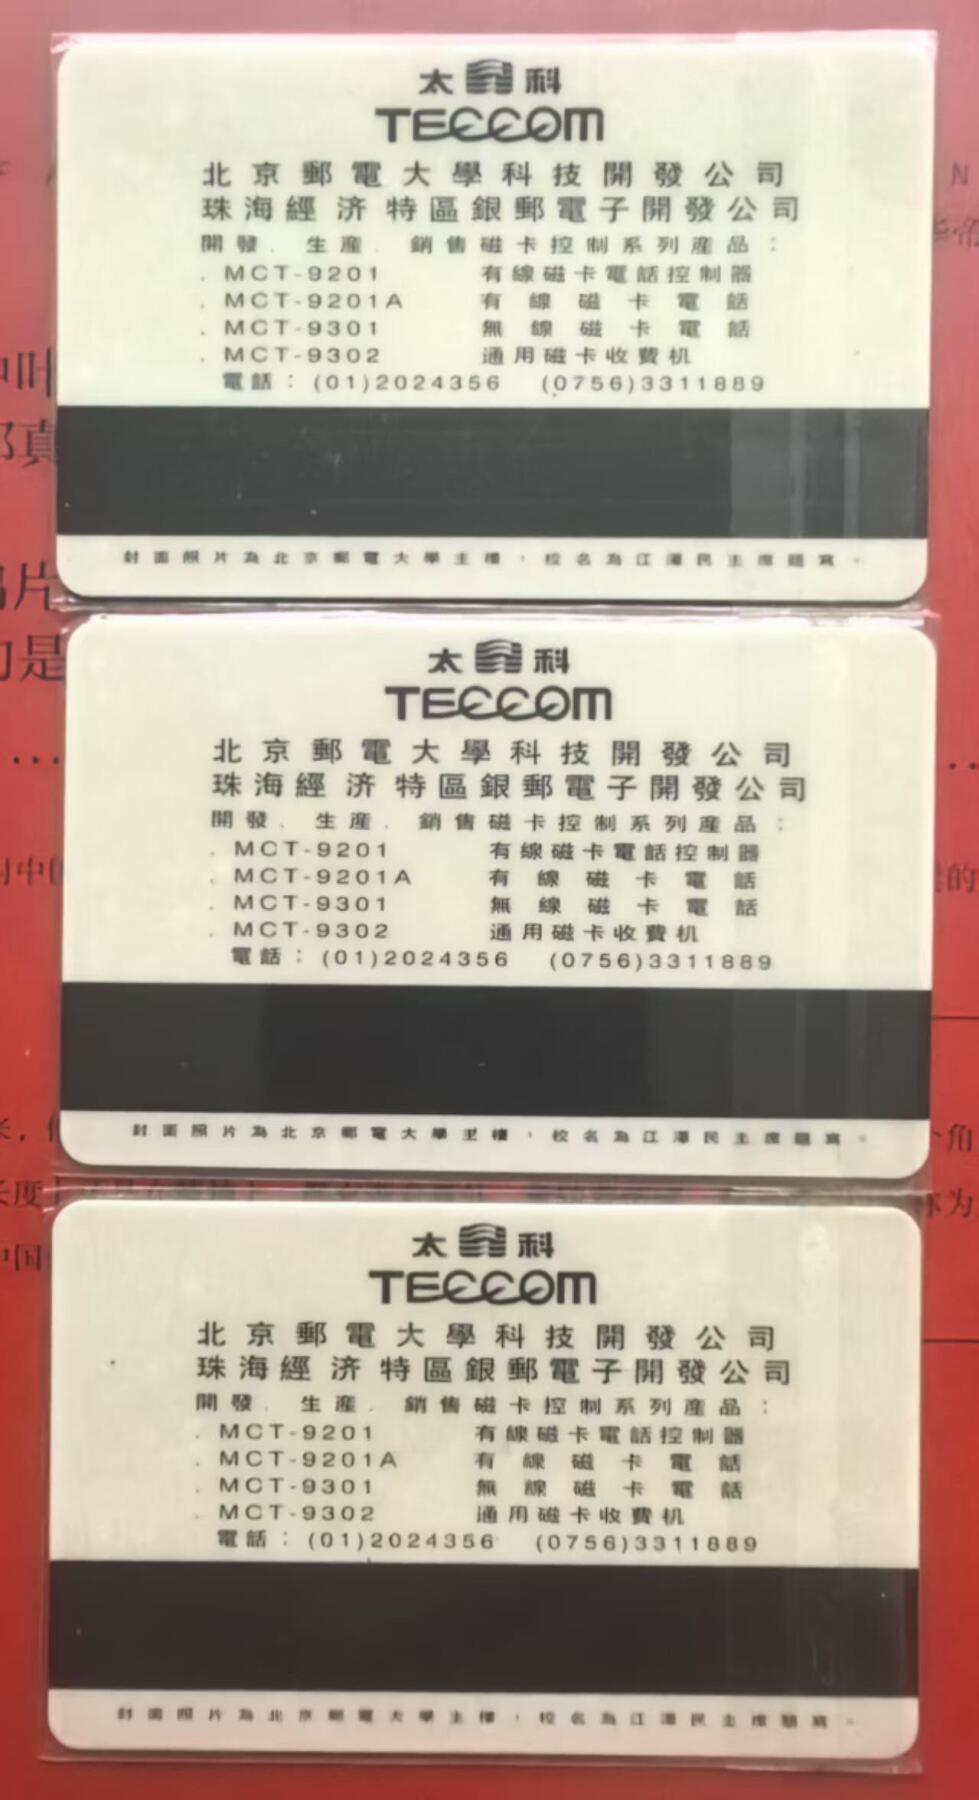 太科
TECCOM
北京郵電大學科技開發公司
珠海經济特區銀郵電子開發公司
開發、生産、銷售磁卡控制系列產品：
. MCT-9201 有線磁卡電話控制器
. MCT-9201A 有線磁卡電話
. MCT-9301 無線磁卡電話
. MCT-9302 通用磁卡收費机
電話：(01)2024356 (0756)3311889
封面照片為北京郵電大學主樓，校名為江澤民主席題寫。
太科
TECCOM
北京郵電大學科技開發公司
珠海經济特區銀郵電子開發公司
開發、生産、銷售磁卡控制系列產品：
. MCT-9201 有線磁卡電話控制器
. MCT-9201A 有線磁卡電話
. MCT-9301 無線磁卡電話
. MCT-9302 通用磁卡收費机
電話：(01)2024356 (0756)3311889
封面照片為北京郵電大學主樓，校名為江澤民主席題寫。
太科
TECCOM
北京郵電大學科技開發公司
珠海經济特區銀郵電子開發公司
開發、生産、銷售磁卡控制系列產品：
. MCT-9201 有線磁卡電話控制器
. MCT-9201A 有線磁卡電話
. MCT-9301 無線磁卡電話
. MCT-9302 通用磁卡收費机
電話：(01)2024356 (0756)3311889
封面照片為北京郵電大學主樓，校名為江澤民主席題寫。